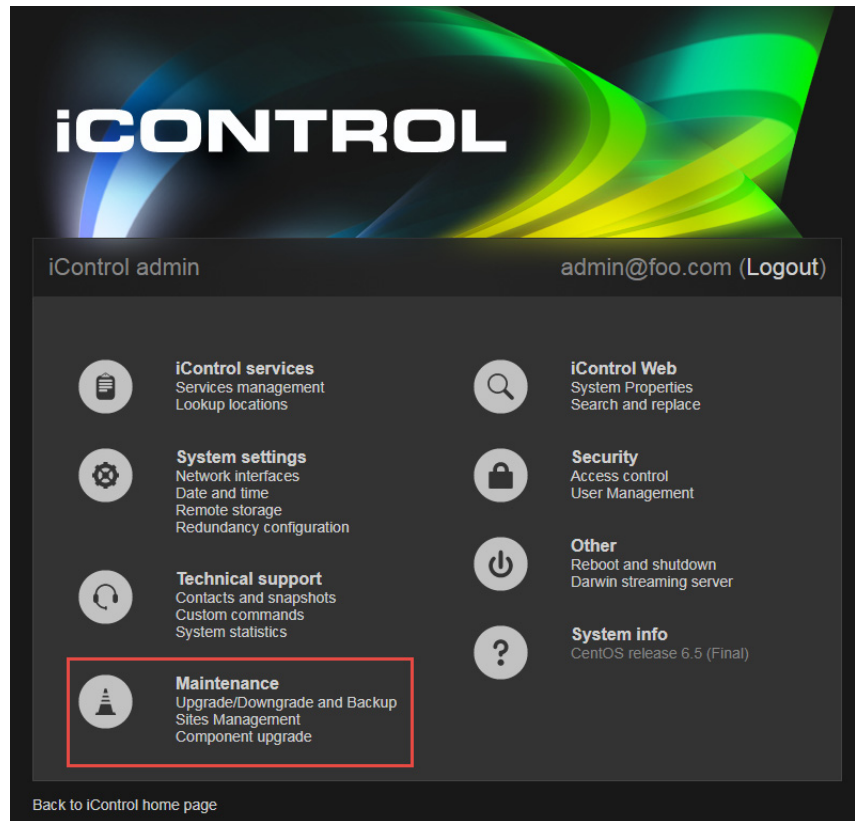 iCONTROL
iControl admin
admin@foo.com (Logout)
iControl services
Services management
Lookup locations
System settings
Network interfaces
Date and time
Remote storage
Redundancy configuration
Technical support
Contacts and snapshots
Custom commands
System statistics
Maintenance
Upgrade/Downgrade and Backup
Sites Management
Component upgrade
iControl Web
System Properties
Search and replace
Security
Access control
User Management
Other
Reboot and shutdown
Darwin streaming server
System info
CentOS release 6.5 (Final)
Back to iControl home page